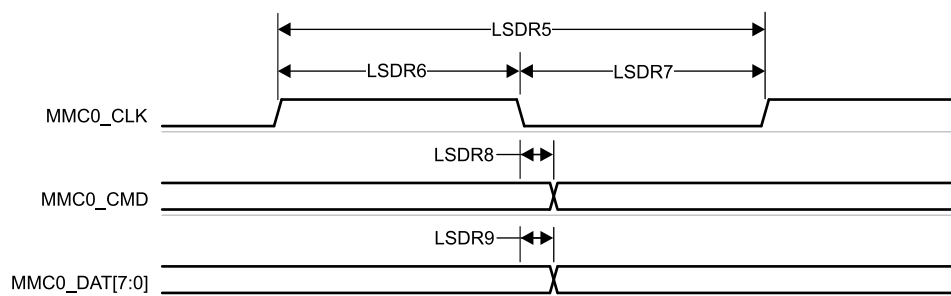 LSDR5
LSDR6
LSDR7
MMC0_CLK
LSDR8
MMC0_CMD
LSDR9
MMC0_DAT[7:0]